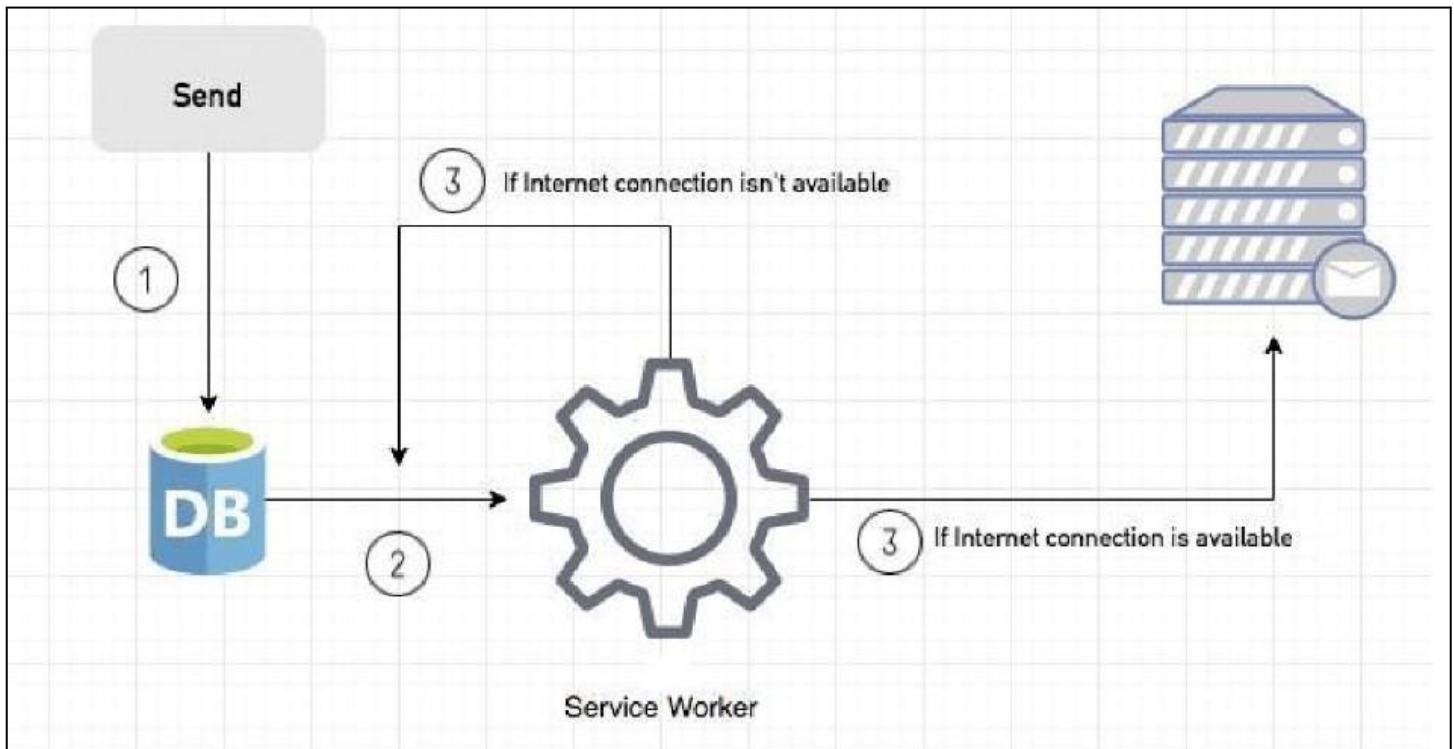 Send
3 If Internet connection isn't available
1
DB
2
3 If Internet connection is available
Service Worker